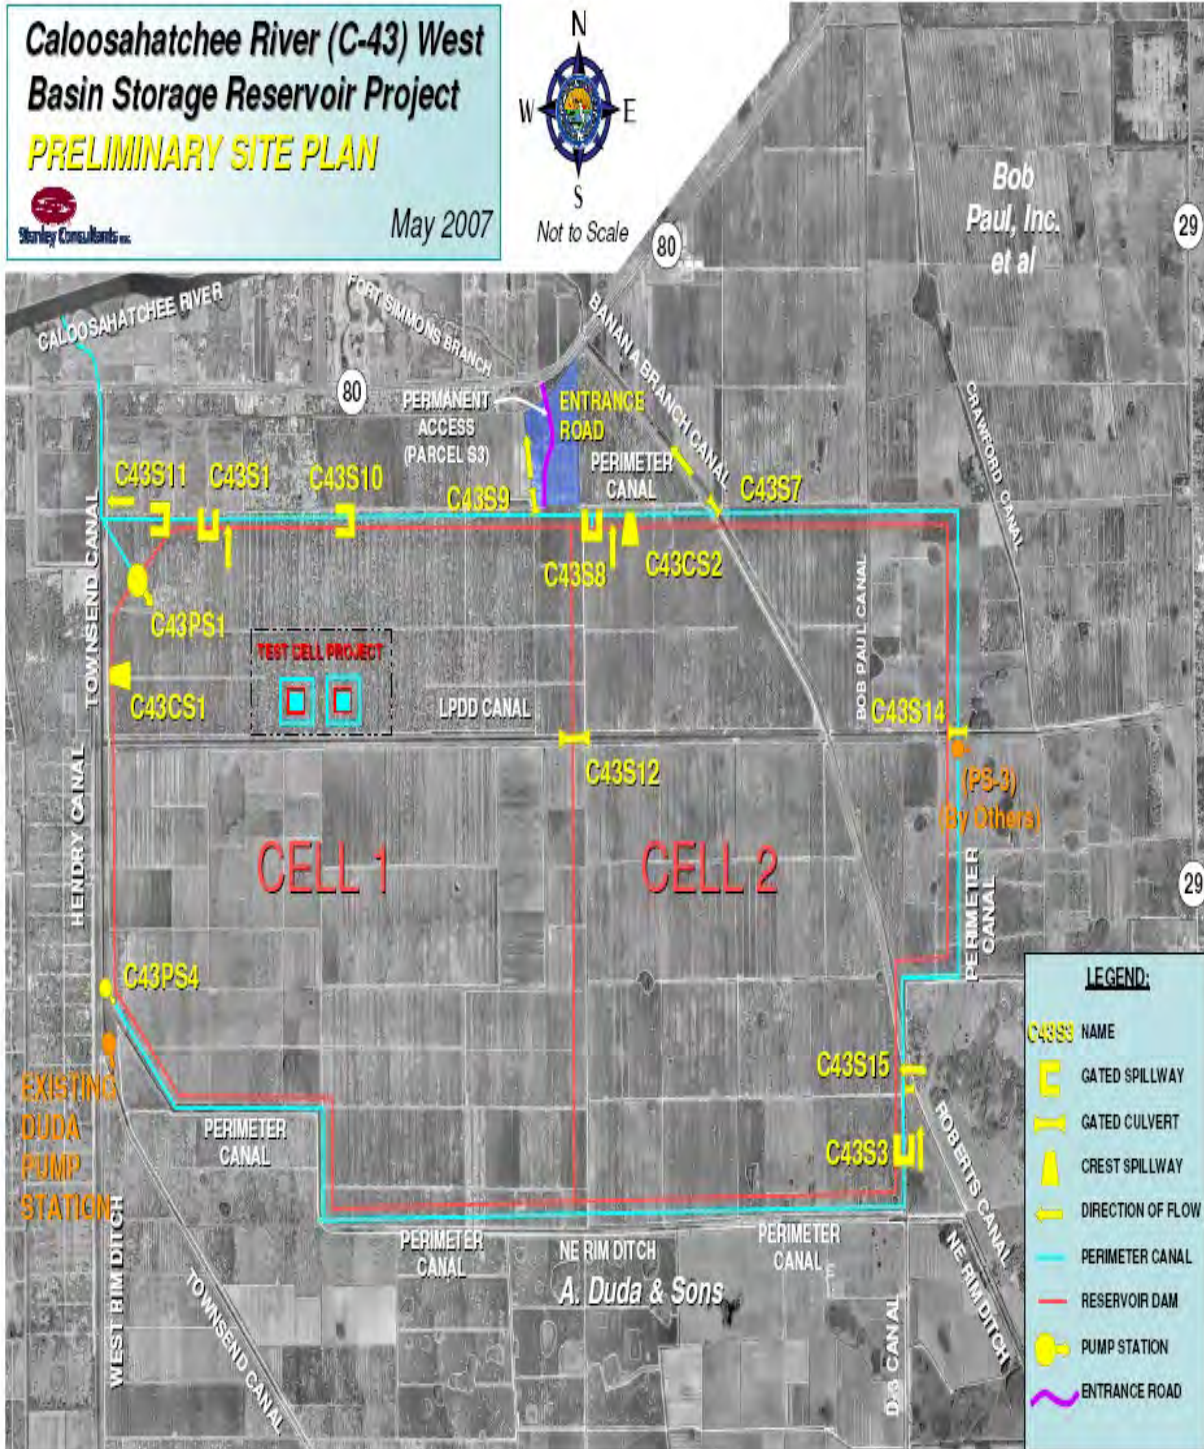 Caloosahatchee River (C-43) West
Basin Storage Reservoir Project
PRELIMINARY SITE PLAN
Stanley Consultants INC.
May 2007
N
W
E
S
Not to Scale
80
Bob
Paul, Inc.
et al
29
CALOOSAHATCHEE RIVER
FORT SIMMONS BRANCH
BANANA BRANCH CANAL
80
PERMANENT
ACCESS
(PARCEL S3)
ENTRANCE
ROAD
PERIMETER
CANAL
CRAWFORD CANAL
C43S11
C43S1
C43S10
C43S9
C43S7
C43S8
C43CS2
TOWNSEND CANAL
C43PS1
BOB PAUL CANAL
TEST CELL PROJECT
C43CS1
LPDD CANAL
C43S14
C43S12
(PS-3)
(By Others)
HENDRY CANAL
CELL 1
CELL 2
PERIMETER
CANAL
29
C43PS4
EXISTING
DUDA
PUMP
STATION
PERIMETER
CANAL
C43S15
C43S3
ROBERTS CANAL
NE RIM DITCH
WEST RIM DITCH
TOWNSEND CANAL
PERIMETER
CANAL
NE RIM DITCH
PERIMETER
CANAL
A. Duda & Sons
D23 CANAL
LEGEND:
C43S3 NAME
GATED SPILLWAY
GATED CULVERT
CREST SPILLWAY
DIRECTION OF FLOW
PERIMETER CANAL
RESERVOIR DAM
PUMP STATION
ENTRANCE ROAD